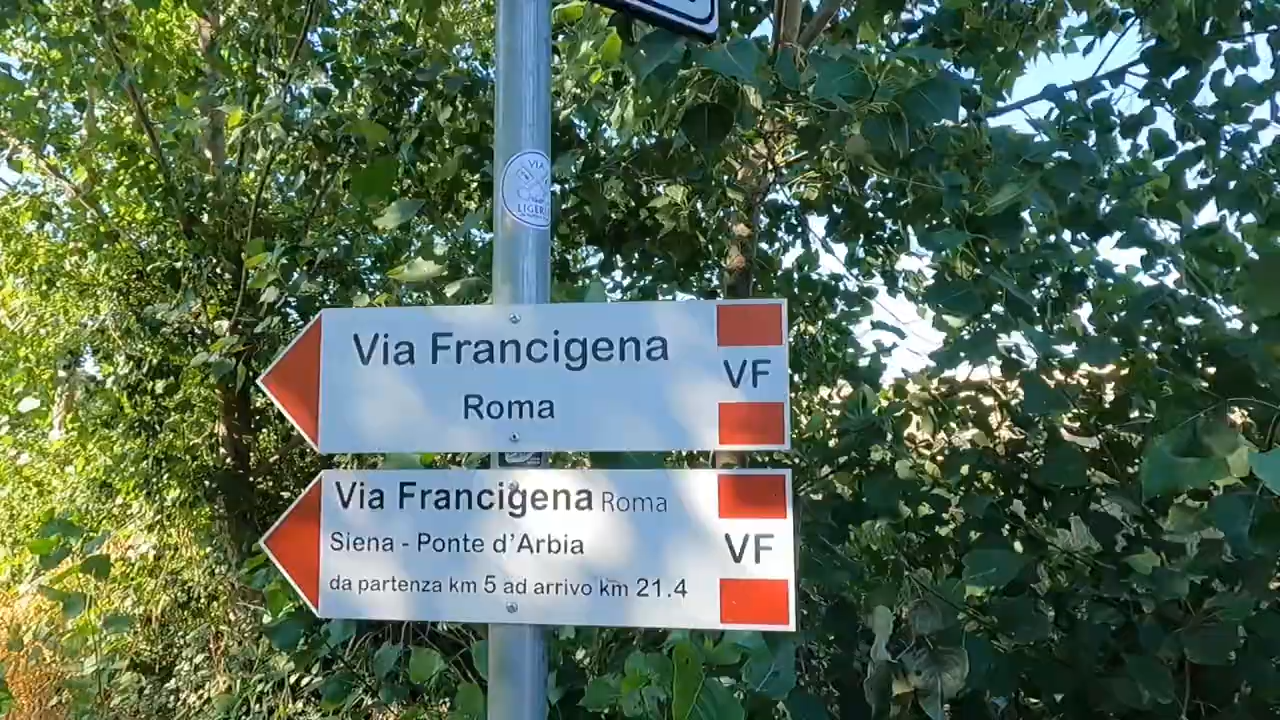 VIA
LIGER
Via Francigena
Roma
VF
Via Francigena Roma
Siena - Ponte d'Arbia
da partenza km 5 ad arrivo km 21.4
VF